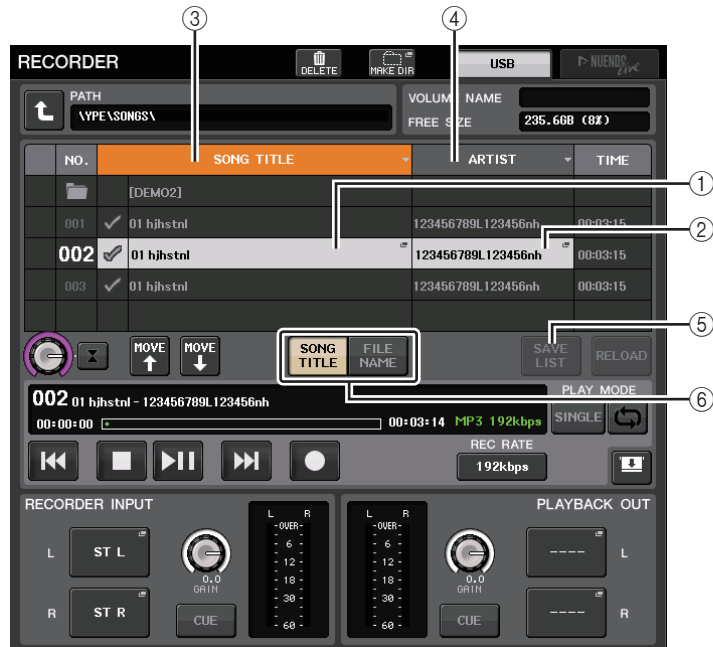 ③ ④
RECORDER DELETE MAKE DIR USB NUENDO Live
PATH VOLUME NAME
\YPE\SONGS\ FREE SIZE 235.6GB (8%)
NO. SONG TITLE ARTIST TIME
[DEMO2] ①
001 01 hjhstnl 123456789L123456nh 00:03:15 ②
002 01 hjhstnl 123456789L123456nh 00:03:15
003 01 hjhstnl 123456789L123456nh 00:03:15
⑤
MOVE MOVE SONG TITLE FILE NAME SAVE LIST RELOAD
⑥
002 01 hjhstnl - 123456789L123456nh PLAY MODE
00:00:00 00:03:14 MP3 192kbps SINGLE
REC RATE
192kbps
RECORDER INPUT PLAYBACK OUT
L R L R
-OVER- -OVER-
L ST L 6 6 ---- L
12 12
0.0 18 0.0 18
GAIN 30 GAIN 30
R ST R CUE 60 60 CUE ---- R